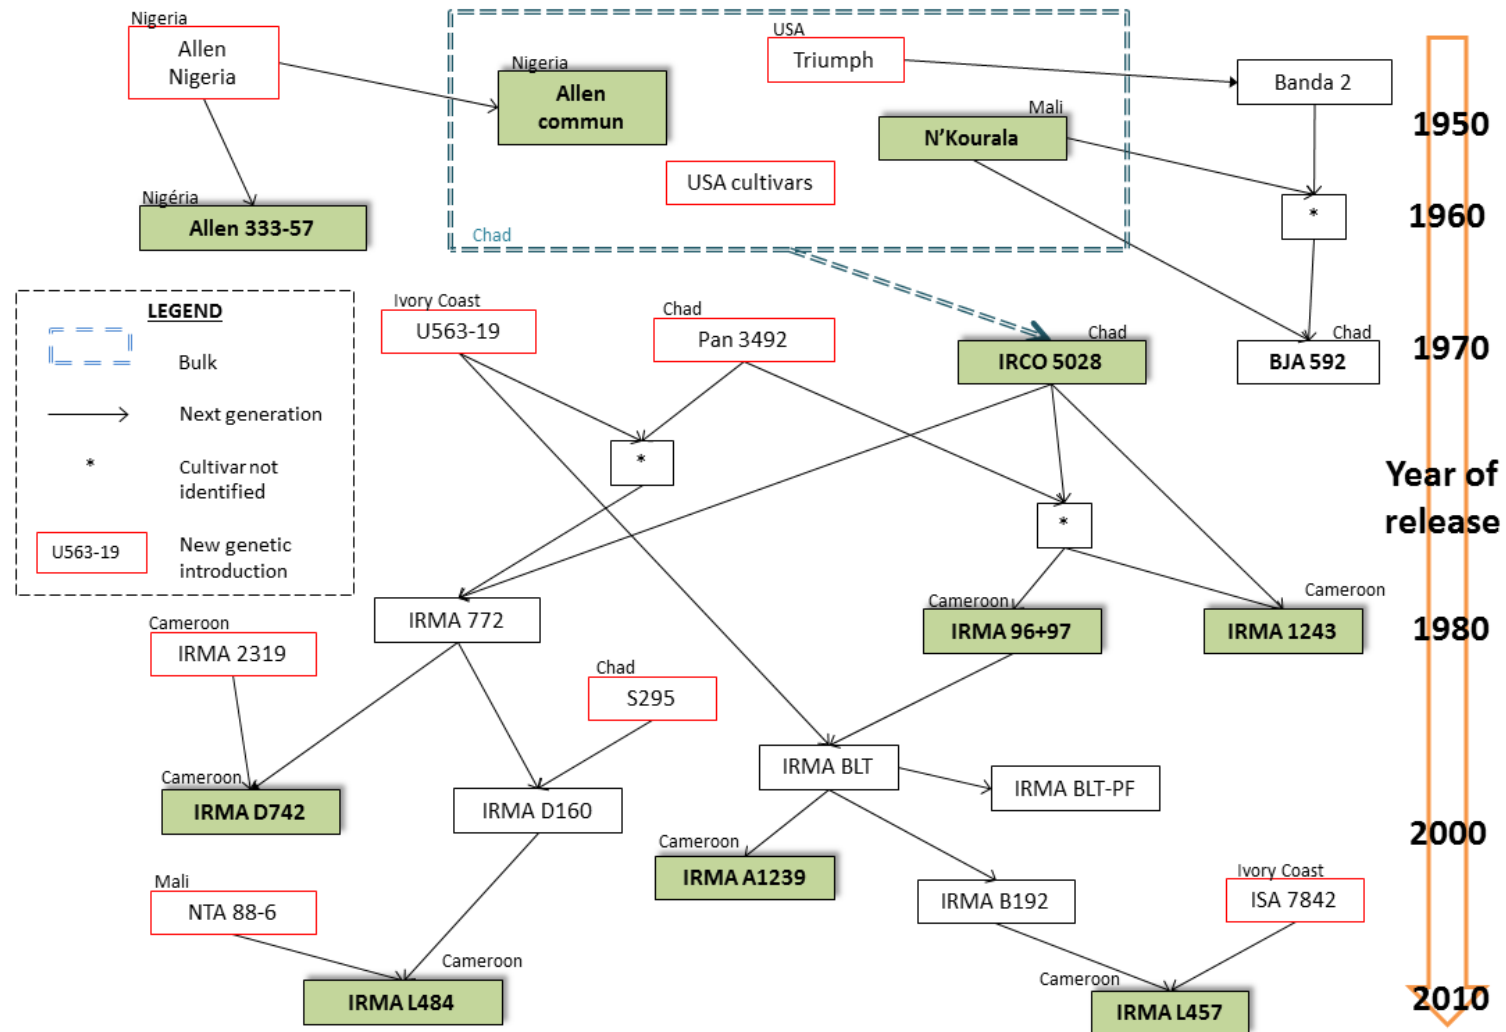 Nigeria
Allen
Nigeria
Nigeria
Allen
commun
USA
Triumph
Banda 2
Mali
N'Kourala
1950
USA cultivars
Nigéria
Allen 333-57
Chad
*
1960
LEGEND
Bulk
Next generation
*
Cultivar not
identified
U563-19
New genetic
introduction
Ivory Coast
U563-19
Chad
Pan 3492
Chad
IRCO 5028
Chad
BJA 592
1970
*
*
Year of
release
IRMA 772
Cameroon
IRMA 96+97
Cameroon
IRMA 1243
1980
Cameroon
IRMA 2319
Chad
S295
Cameroon
IRMA D742
IRMA D160
IRMA BLT
IRMA BLT-PF
2000
Cameroon
IRMA A1239
Mali
NTA 88-6
IRMA B192
Ivory Coast
ISA 7842
Cameroon
IRMA L484
Cameroon
IRMA L457
2010